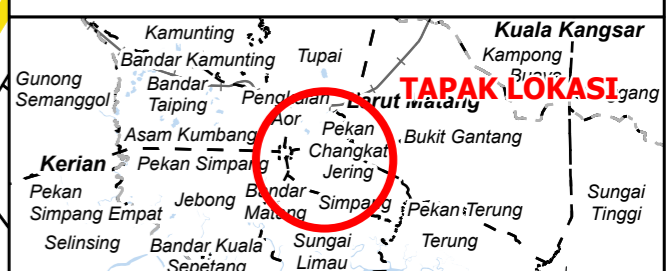 Kamunting
Kuala Kangsar
Bandar Kamunting
Tupai
Kampong
Gunong
Semanggol
Bandar
Taiping
TAPAK LOKASI
Pengkalan
Aor
Larut Matang
Asam Kumbang
Pekan
Changkat
Jering
Bukit Gantang
Kerian
Pekan Simpang
Pekan
Simpang Empat
Jebong
Bandar
Matang
Simpang
Pekan Terung
Sungai
Tinggi
Selinsing
Bandar Kuala
Sepetang
Sungai
Limau
Terung